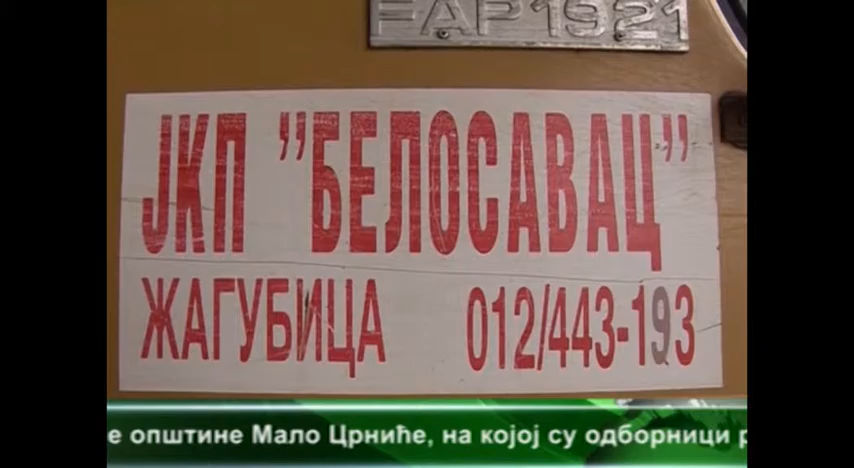 FAP 1921
ЈКП "БЕЛОСАВАЦ"
ЖАГУБИЦА 012/443-193
е општине Мало Црниће, на којој су одборници